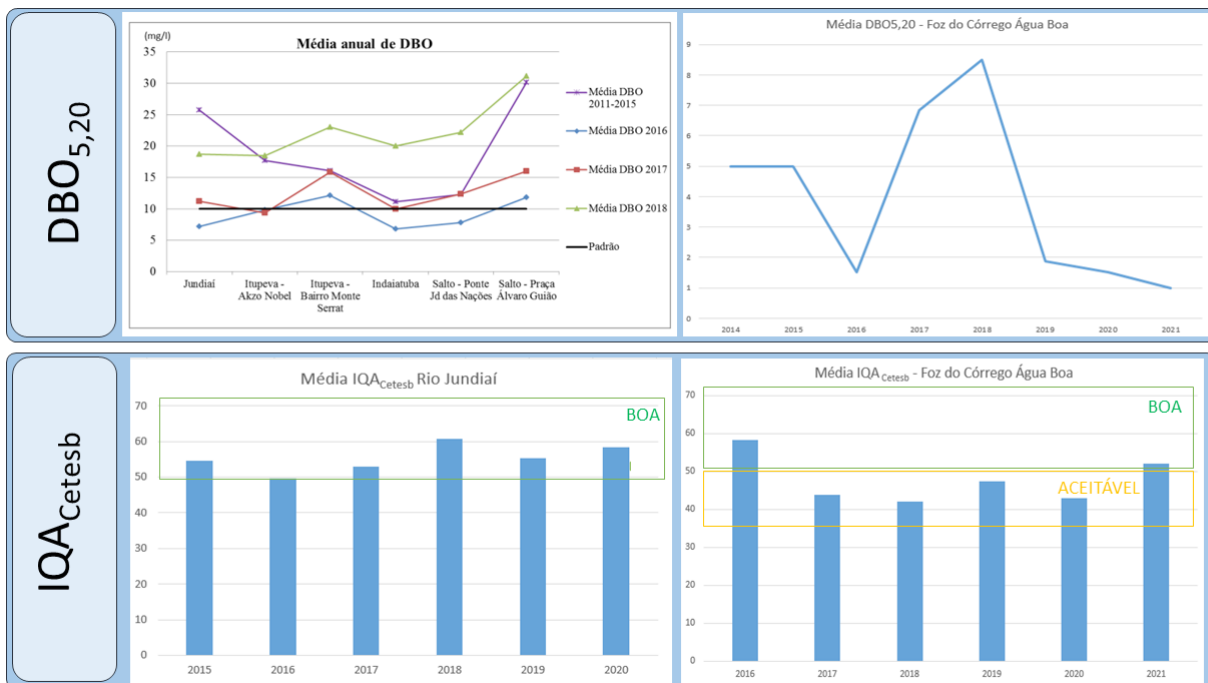 DBO5,20
(mg/l)
Média anual de DBO
35
30
25
20
15
10
5
0
Jundiaí
Itupeva -
Akzo Nobel
Itupeva -
Bairro Monte
Serrat
Indaiatuba
Salto - Ponte
Jd das Nações
Salto - Praça
Álvaro Guião
Média DBO
2011-2015
Média DBO 2016
Média DBO 2017
Média DBO 2018
Padrão
Média DBO5,20 - Foz do Córrego Água Boa
9
8
7
6
5
4
3
2
1
0
2014 2015 2016 2017 2018 2019 2020 2021
IQACetesb
Média IQACetesb Rio Jundiaí
70
60
50
40
30
20
10
0
BOA
2015 2016 2017 2018 2019 2020
Média IQACetesb - Foz do Córrego Água Boa
70
60
50
40
30
20
10
0
BOA
ACEITÁVEL
2016 2017 2018 2019 2020 2021